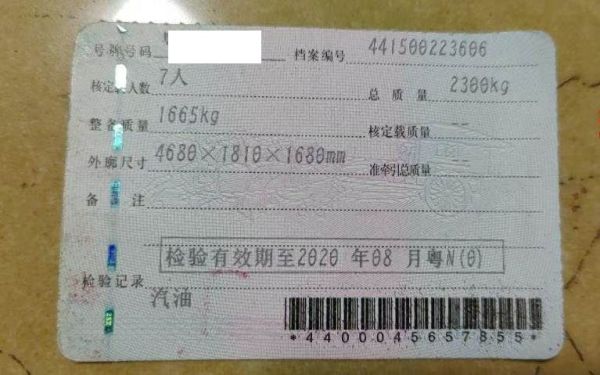 号牌号码 档案编号 441500223606
核定载人数 7人 总质量 2300kg
整备质量 1665kg 核定载质量 --
外廓尺寸 4680×1810×1680mm 准牵引总质量 --
备注
检验有效期至2020 年08 月粤N(0)
检验记录
汽油
*4400045657855*